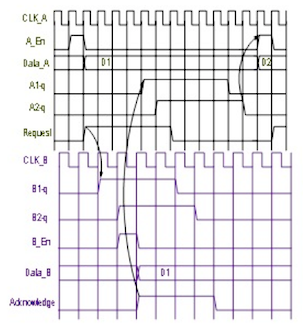 CLK_A
A_En
Data_A D1 D2
A1-q
A2-q
Request
CLK_B
B1-q
B2-q
B_En
Data_B D1
Acknowledge